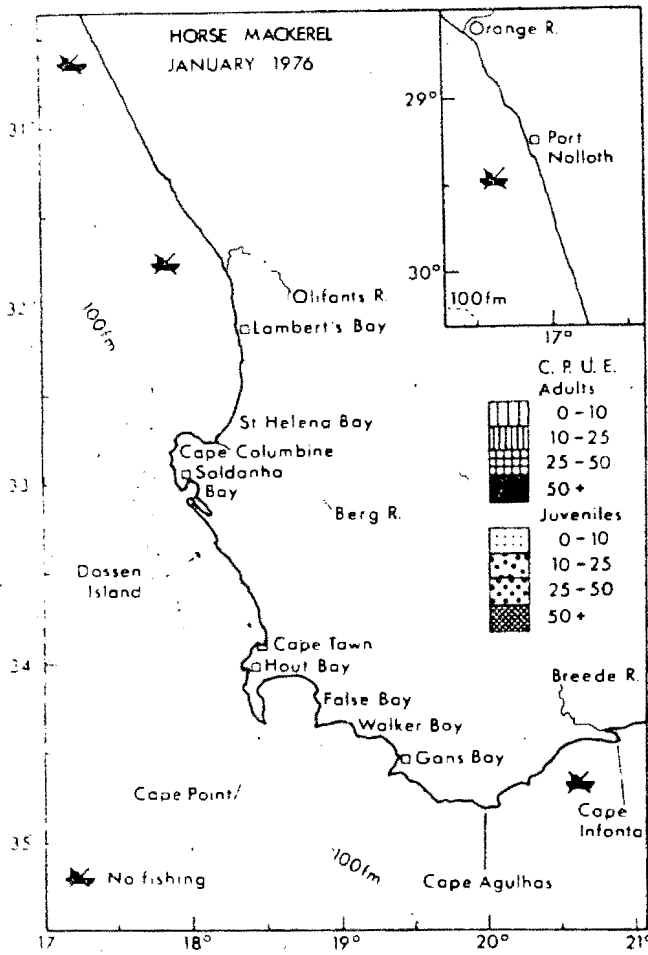 HORSE MACKEREL
JANUARY 1976
Orange R.
29°
Port
Nolloth
30°
100fm
17°
31°
32°
33°
34°
35°
100fm
Olifants R.
Lambert's Bay
St Helena Bay
Cape Columbine
Saldanha
Bay
Berg R.
Dassen
Island
Cape Town
Hout Bay
False Bay
Walker Bay
Gans Bay
Breede R.
Cape Point
Cape
Infanta
100fm
Cape Agulhas
No fishing
C. P. U. E.
Adults
0-10
10-25
25-50
50+
Juveniles
0-10
10-25
25-50
50+
17
18°
19°
20°
21°